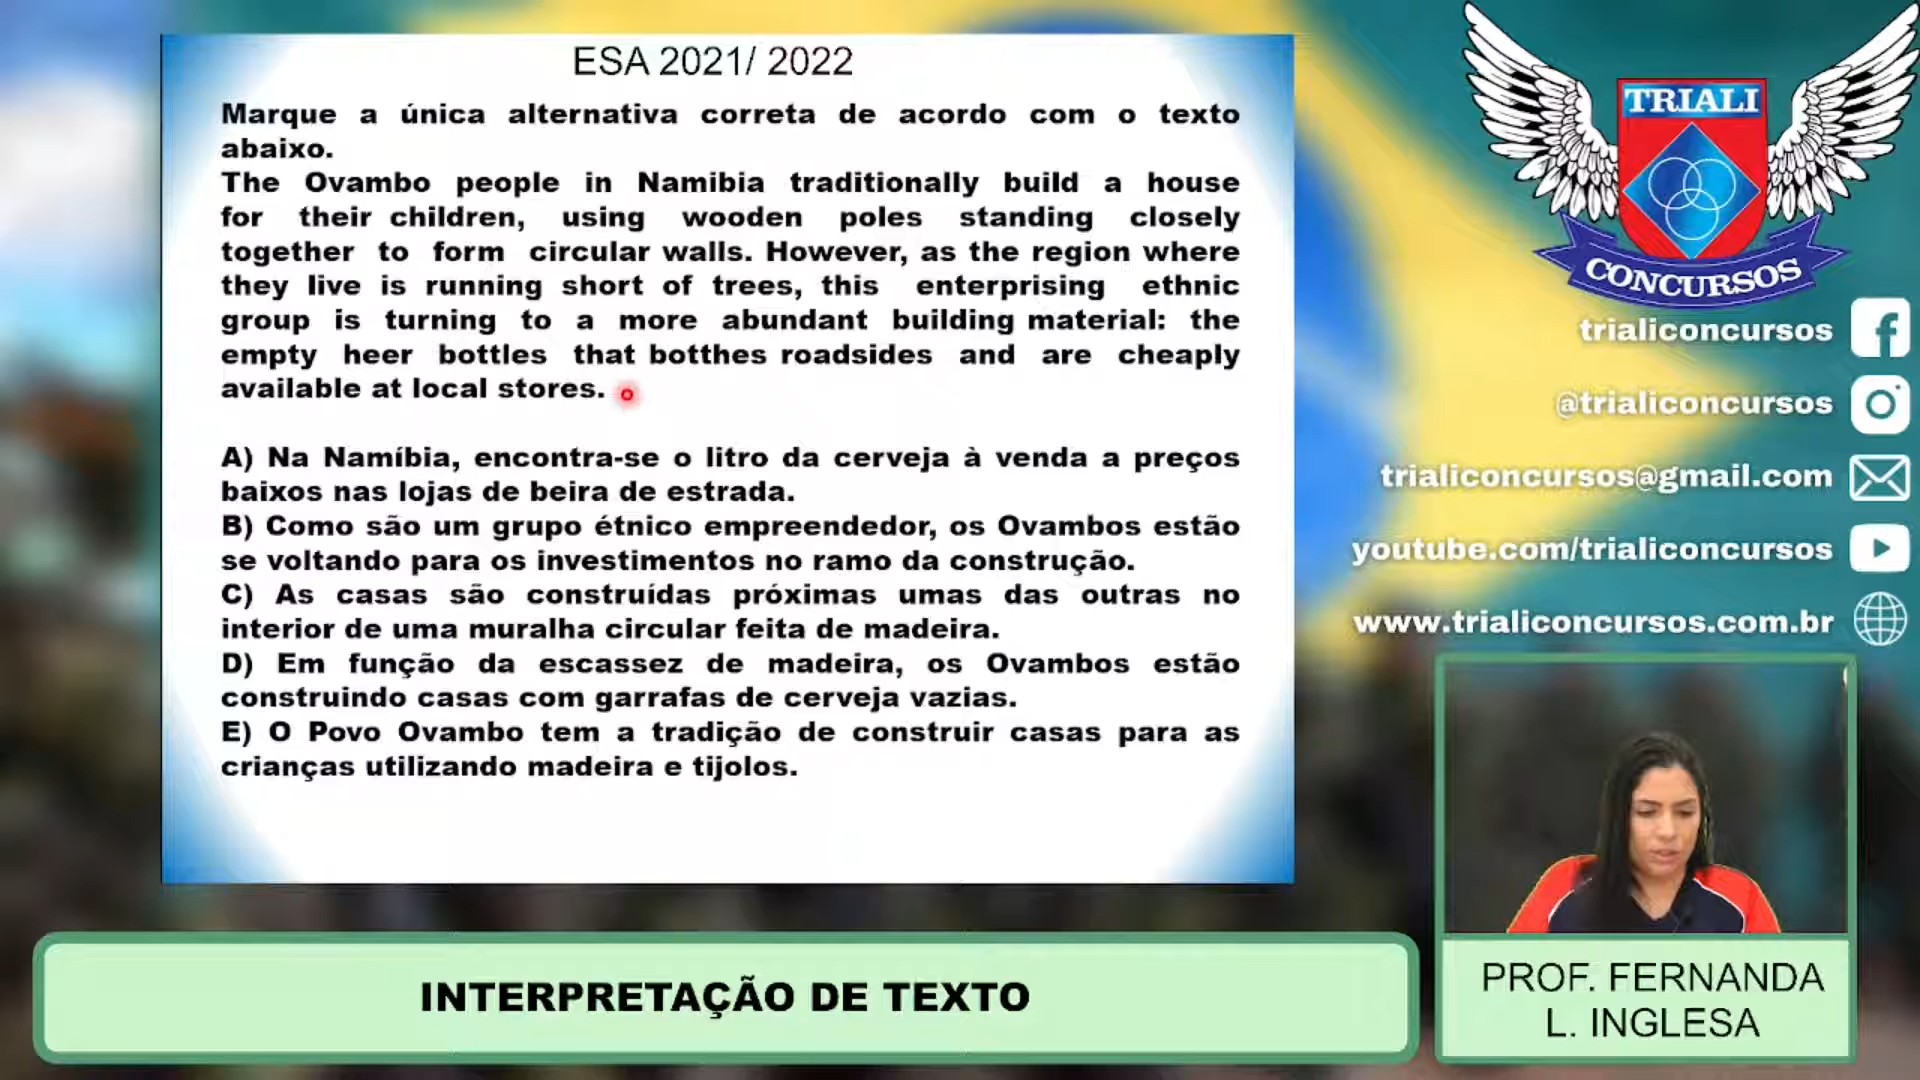 ESA 2021/ 2022
Marque a única alternativa correta de acordo com o texto
abaixo.
The Ovambo people in Namibia traditionally build a house
for their children, using wooden poles standing closely
together to form circular walls. However, as the region where
they live is running short of trees, this enterprising ethnic
group is turning to a more abundant building material: the
empty heer bottles that botthes roadsides and are cheaply
available at local stores.
A) Na Namíbia, encontra-se o litro da cerveja à venda a preços
baixos nas lojas de beira de estrada.
B) Como são um grupo étnico empreendedor, os Ovambos estão
se voltando para os investimentos no ramo da construção.
C) As casas são construídas próximas umas das outras no
interior de uma muralha circular feita de madeira.
D) Em função da escassez de madeira, os Ovambos estão
construindo casas com garrafas de cerveja vazias.
E) O Povo Ovambo tem a tradição de construir casas para as
crianças utilizando madeira e tijolos.
TRIALI
CONCURSOS
trialiconcursos
@trialiconcursos
trialiconcursos@gmail.com
youtube.com/trialiconcursos
www.trialiconcursos.com.br
INTERPRETAÇÃO DE TEXTO
PROF. FERNANDA
L. INGLESA